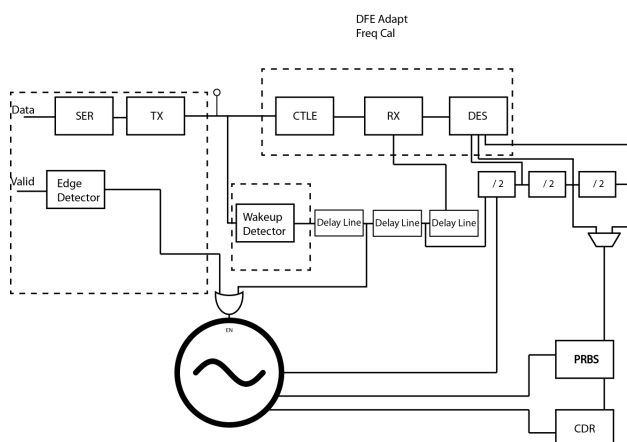 DFE Adapt
Freq Cal
Data
SER
TX
CTLE
RX
DES
Valid
Edge
Detector
/ 2
/ 2
/ 2
Wakeup
Detector
Delay Line
Delay Line
Delay Line
EN
PRBS
CDR